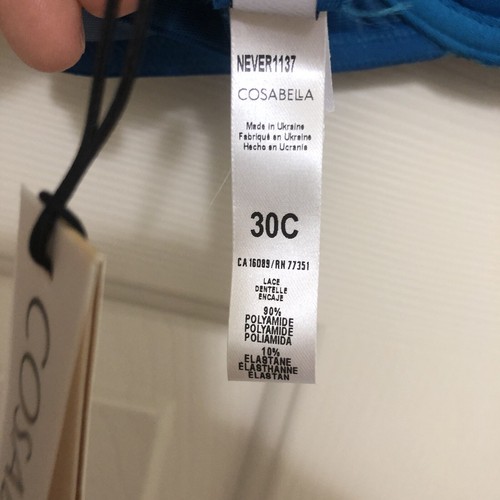 NEVER1137
COSABELLA
Made in Ukraine
Fabriqué en Ukraine
Hecho en Ucrania
30C
CA 16089/RN 77351
LACE
DENTELLE
ENCAJE
90%
POLYAMIDE
POLYAMIDE
POLIAMIDA
10%
ELASTANE
ELASTHANNE
ELASTAN
COSA